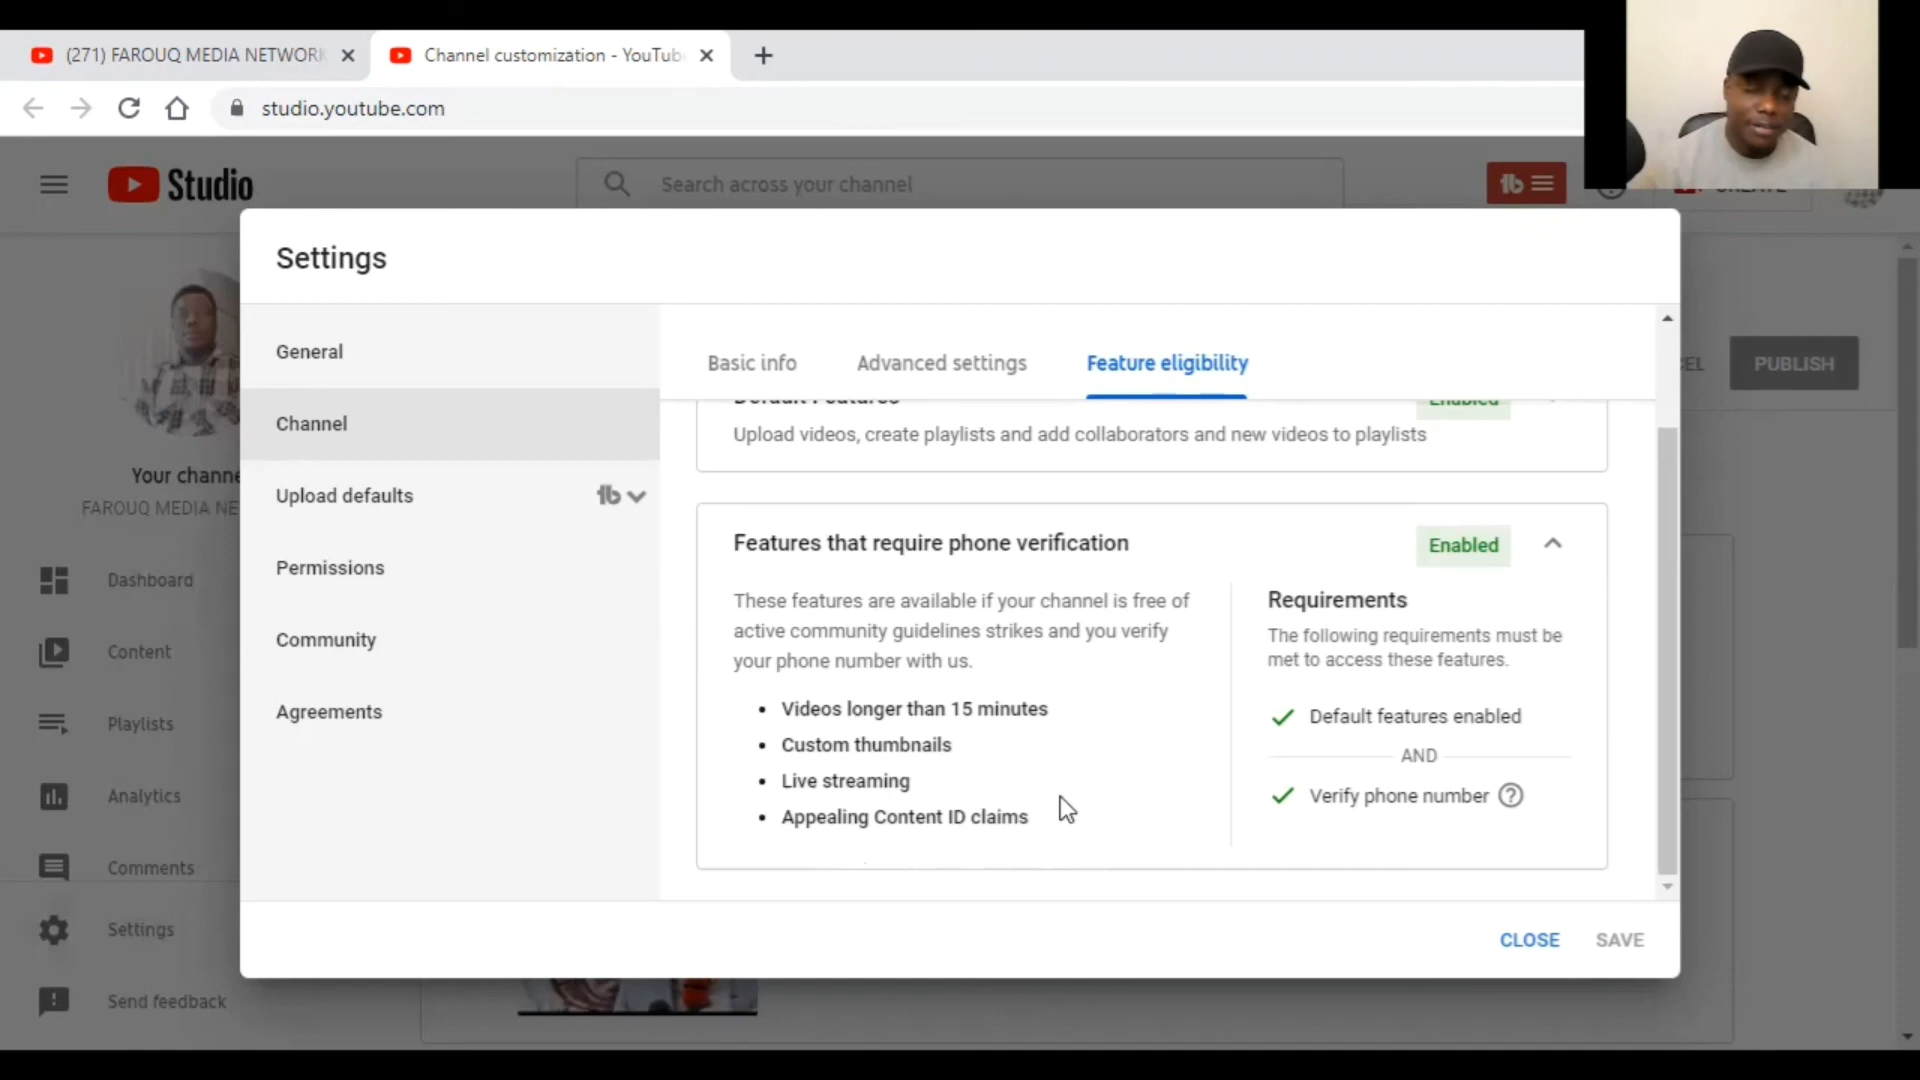 (271) FAROUQ MEDIA NETWORK
Channel customization - YouTub
studio.youtube.com
Studio
Search across your channel
CREATE
Settings
General
Channel
Upload defaults
Permissions
Community
Agreements
Basic info
Advanced settings
Feature eligibility
Default Features
Enabled
Upload videos, create playlists and add collaborators and new videos to playlists
Features that require phone verification
Enabled
These features are available if your channel is free of
active community guidelines strikes and you verify
your phone number with us.
• Videos longer than 15 minutes
• Custom thumbnails
• Live streaming
• Appealing Content ID claims
Requirements
The following requirements must be
met to access these features.
Default features enabled
AND
Verify phone number
CLOSE
SAVE
PUBLISH
Your channe
FAROUQ MEDIA NE
Dashboard
Content
Playlists
Analytics
Comments
Settings
Send feedback